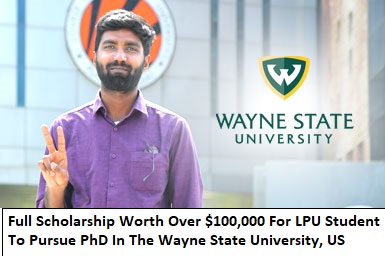 W
WAYNE STATE
UNIVERSITY
Full Scholarship Worth Over $100,000 For LPU Student
To Pursue PhD In The Wayne State University, US